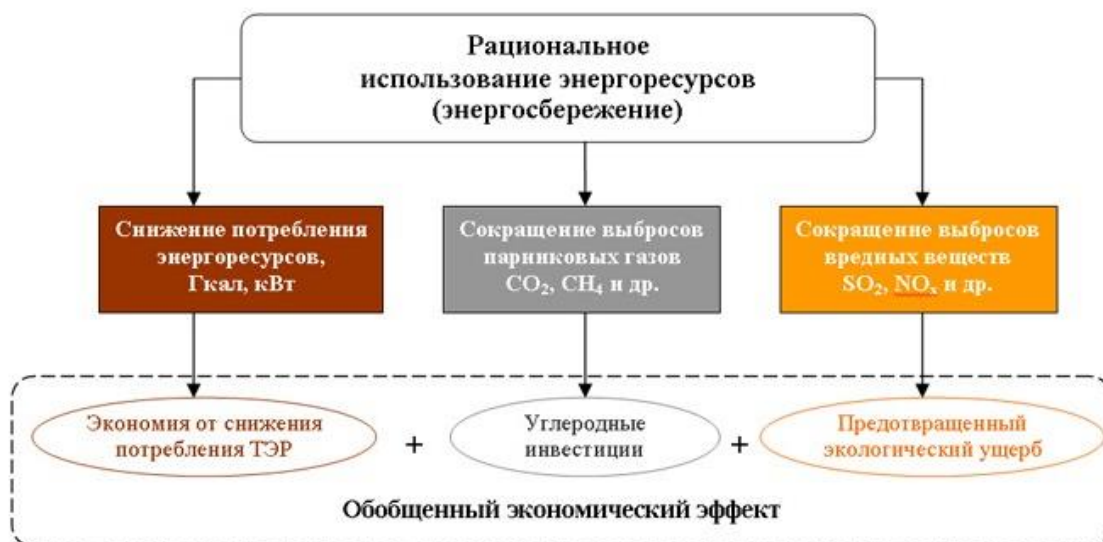 Рациональное
использование энергоресурсов
(энергосбережение)
Снижение потребления
энергоресурсов,
Гкал, кВт
Сокращение выбросов
парниковых газов
CO₂, CH₄ и др.
Сокращение выбросов
вредных веществ
SO₂, NOₓ и др.
Экономия от снижения
потребления ТЭР
+
Углеродные
инвестиции
+
Предотвращенный
экологический ущерб
Обобщенный экономический эффект